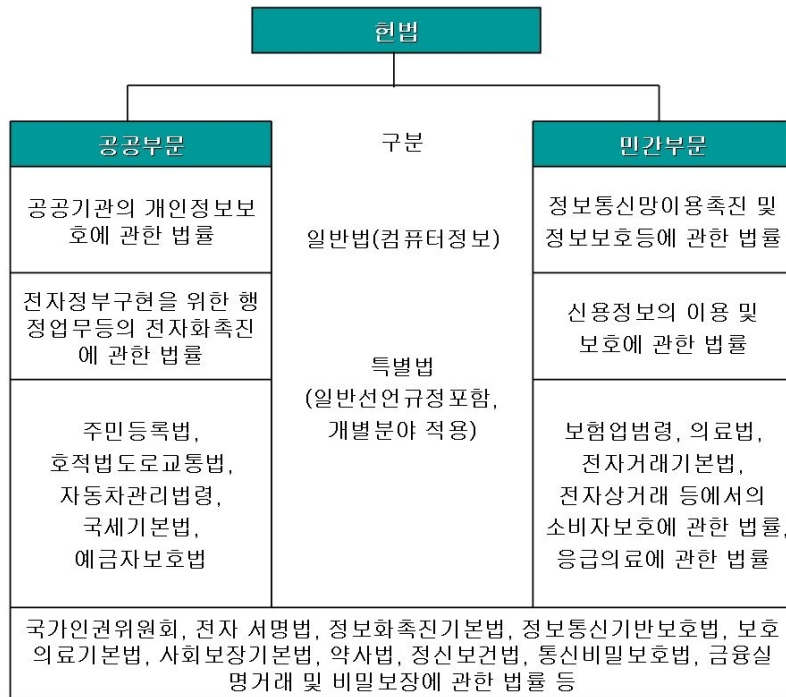 헌법
공공부문
구분
민간부문
공공기관의 개인정보보
호에 관한 법률
일반법(컴퓨터정보)
정보통신망이용촉진 및
정보보호등에 관한 법률
전자정부구현을 위한 행
정업무등의 전자화촉진
에 관한 법률
신용정보의 이용 및
보호에 관한 법률
특별법
(일반선언규정포함,
개별분야 적용)
주민등록법,
호적법도로교통법,
자동차관리법령,
국세기본법,
예금자보호법
보험업범령, 의료법,
전자거래기본법,
전자상거래 등에서의
소비자보호에 관한 법률,
응급의료에 관한 법률
국가인권위원회, 전자 서명법, 정보화촉진기본법, 정보통신기반보호법, 보호
의료기본법, 사회보장기본법, 약사법, 정신보건법, 통신비밀보호법, 금융실
명거래 및 비밀보장에 관한 법률 등